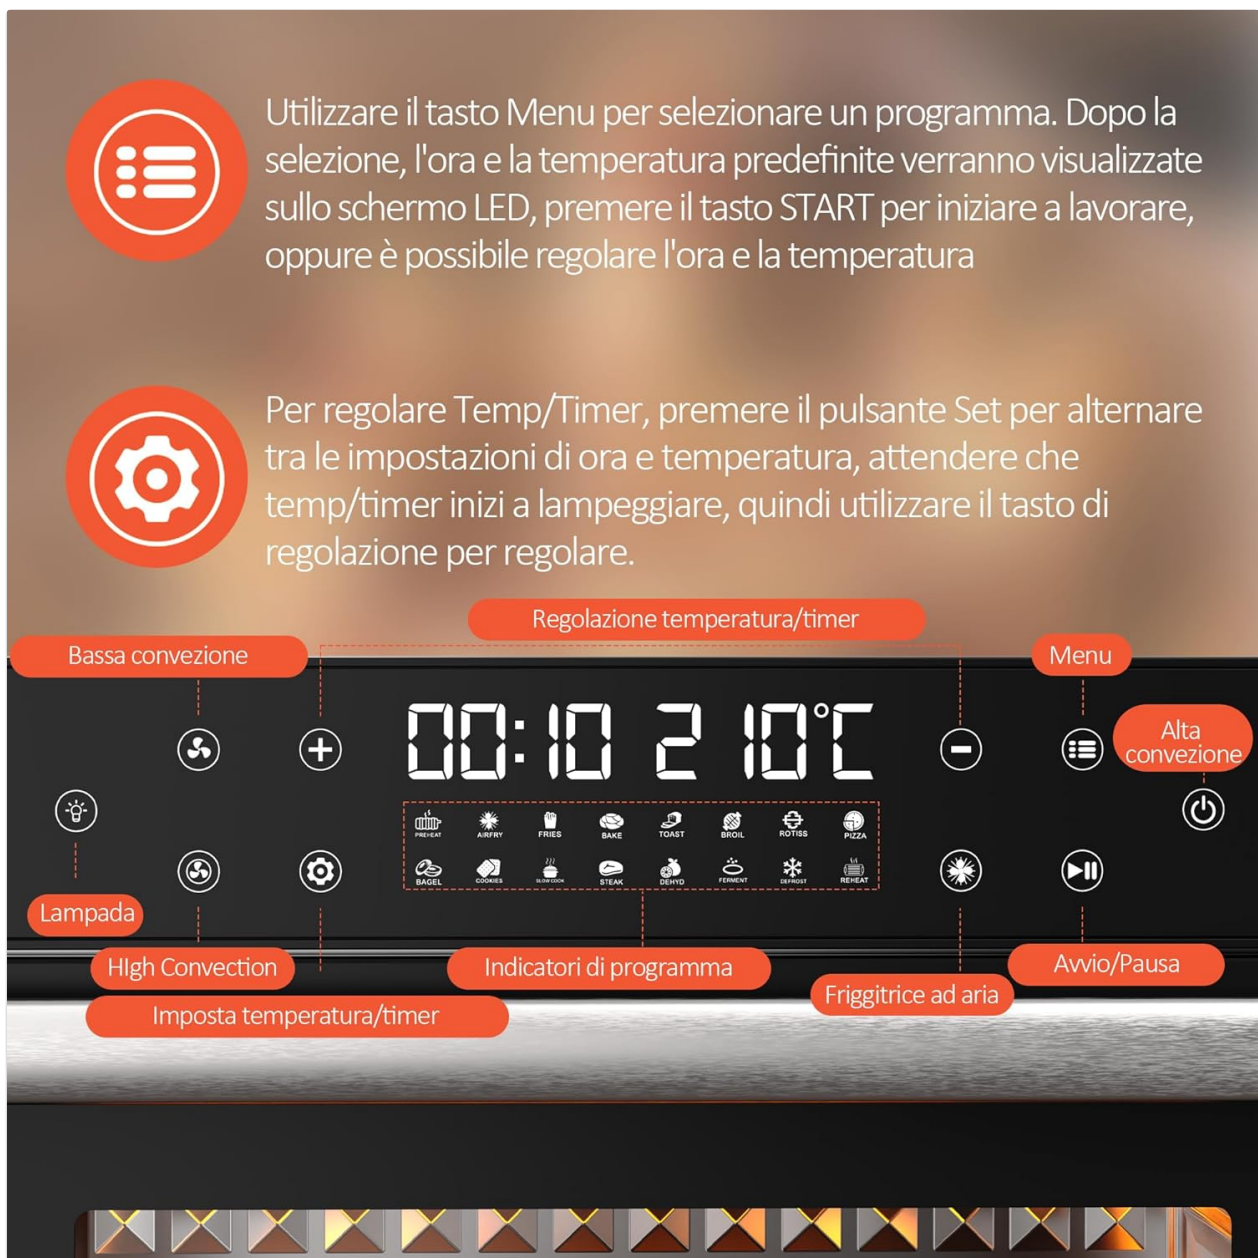 Utilizzare il tasto Menu per selezionare un programma. Dopo la
selezione, l'ora e la temperatura predefinite verranno visualizzate
sullo schermo LED, premere il tasto START per iniziare a lavorare,
oppure è possibile regolare l'ora e la temperatura
Per regolare Temp/Timer, premere il pulsante Set per alternare
tra le impostazioni di ora e temperatura, attendere che
temp/timer inizi a lampeggiare, quindi utilizzare il tasto di
regolazione per regolare.
Regolazione temperatura/timer
Bassa convezione
Menu
Alta
convezione
00:10 210°C
PREHEAT AIRFRY FRIES BAKE TOAST BROIL ROTISS PIZZA
BAGEL COOKIES SLOW COOK STEAK DEHYD FERMENT DEFROST REHEAT
Lampada
HIgh Convection
Indicatori di programma
Avvio/Pausa
Friggitrice ad aria
Imposta temperatura/timer